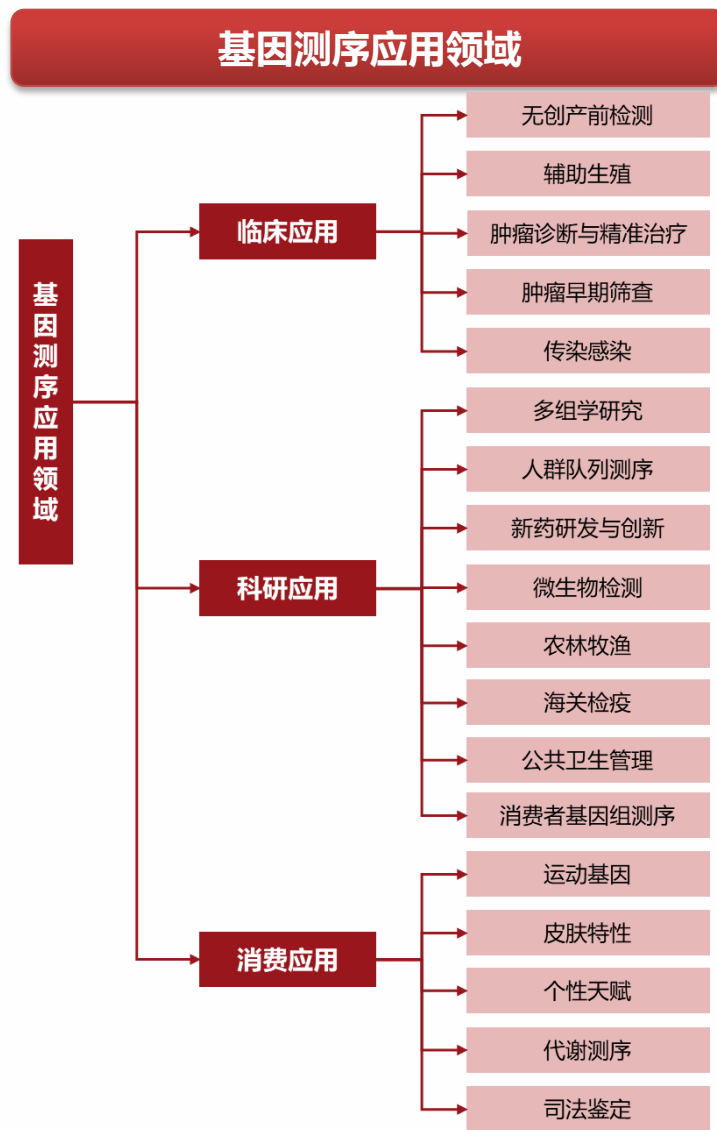 基因测序应用领域
基因测序应用领域
临床应用
无创产前检测
辅助生殖
肿瘤诊断与精准治疗
肿瘤早期筛查
传染感染
科研应用
多组学研究
人群队列测序
新药研发与创新
微生物检测
农林牧渔
海关检疫
公共卫生管理
消费者基因组测序
消费应用
运动基因
皮肤特性
个性天赋
代谢测序
司法鉴定